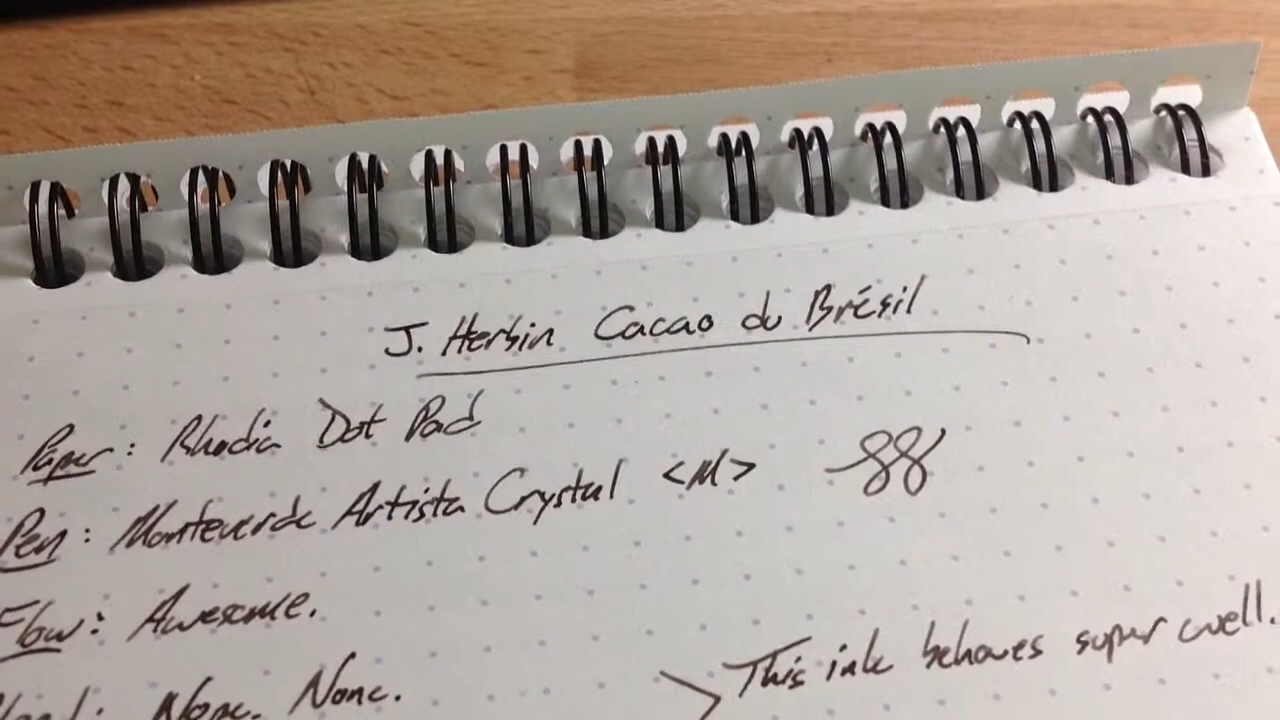 J. Herbin Cacao du Brésil
Paper: Rhodia Dot Pad
Pen: Monteverde Artista Crystal <M>
Flow: Awesome.
None. None.
This ink behaves super well.